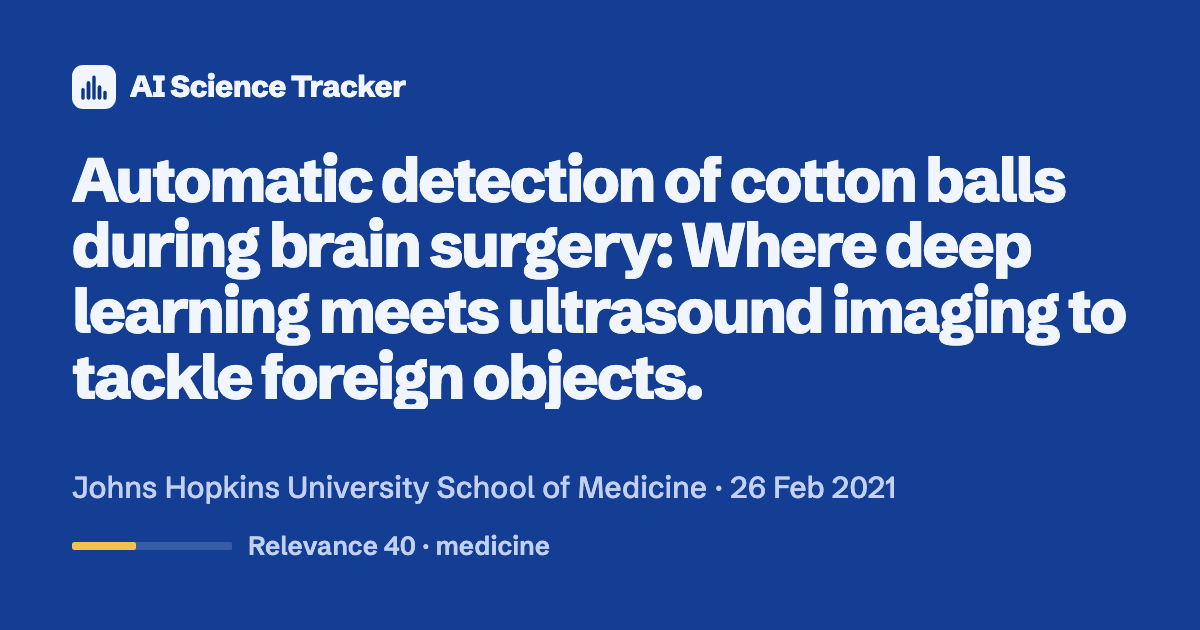 AI Science Tracker
Automatic detection of cotton balls
during brain surgery: Where deep
learning meets ultrasound imaging to
tackle foreign objects.
Johns Hopkins University School of Medicine · 26 Feb 2021
Relevance 40 · medicine